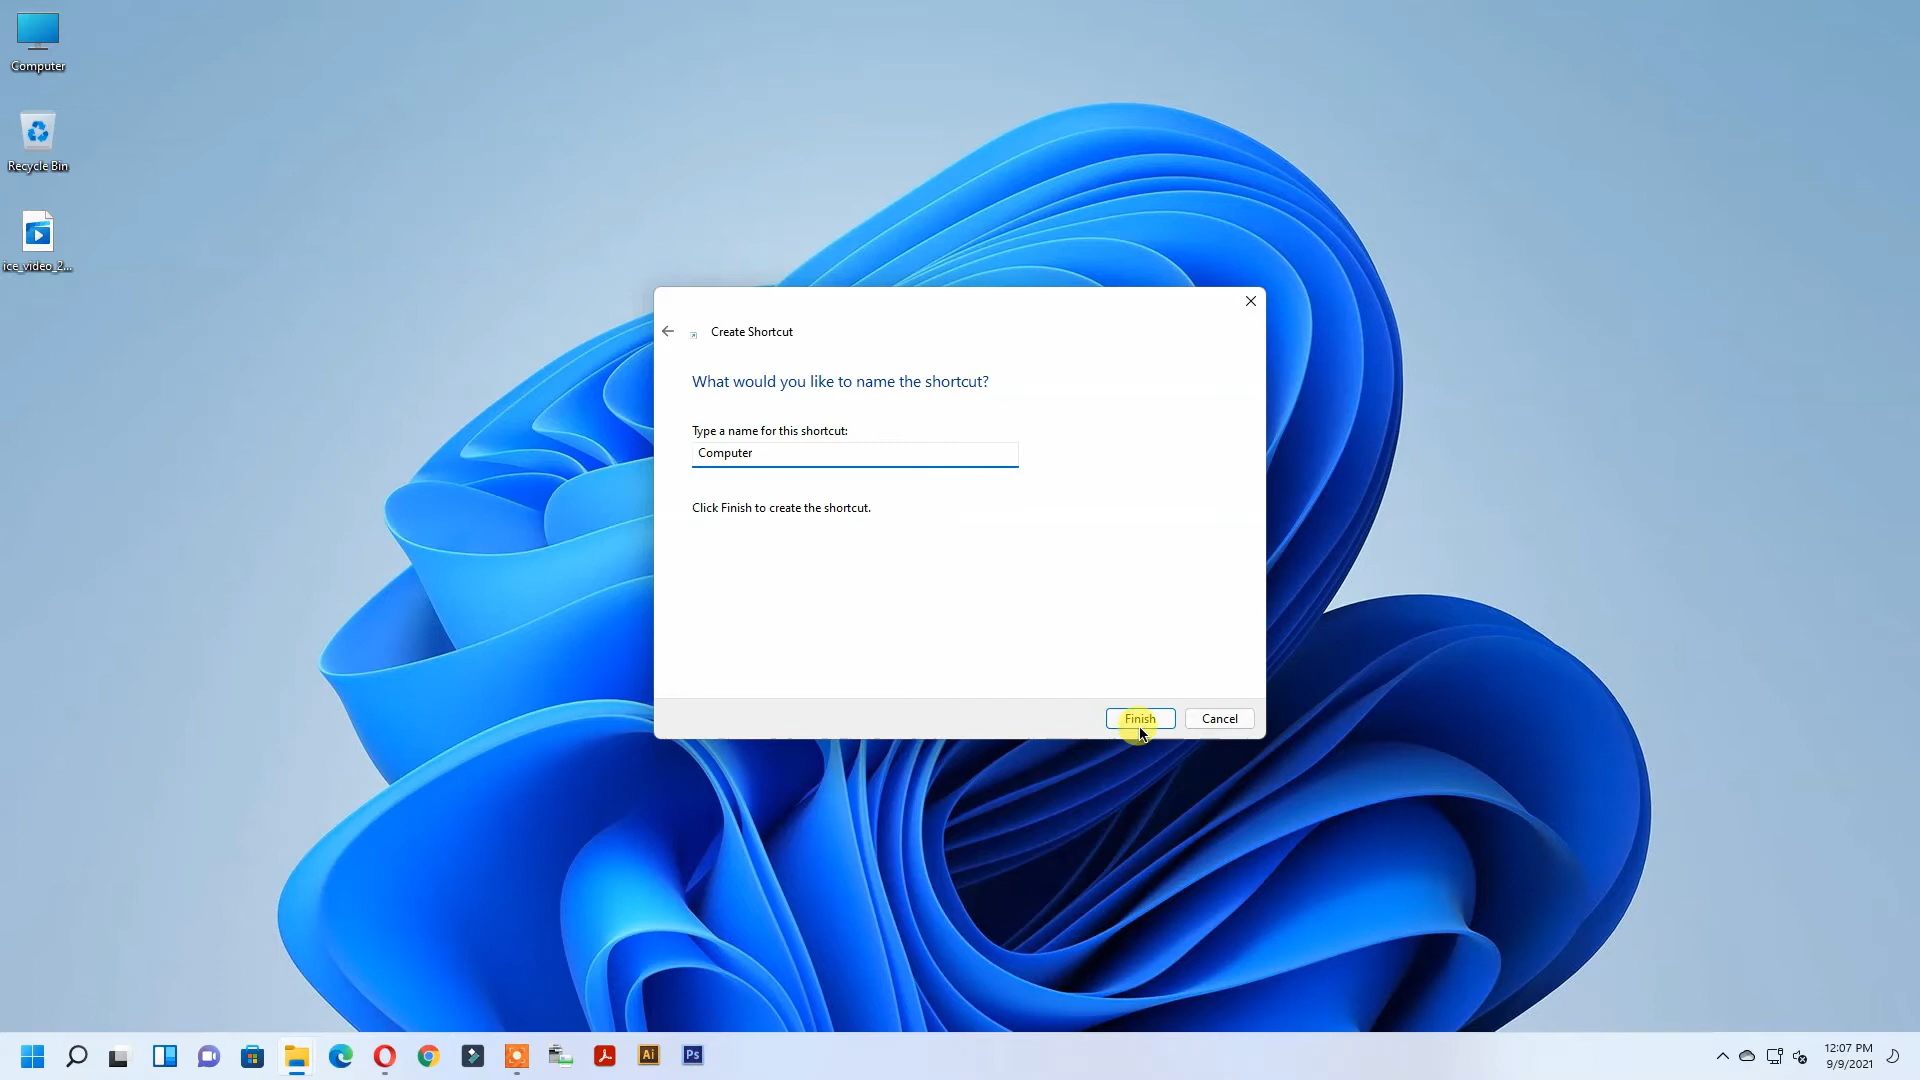 Computer
Recycle Bin
ice_video_2...
Create Shortcut
What would you like to name the shortcut?
Type a name for this shortcut:
Computer
Click Finish to create the shortcut.
Finish
Cancel
Ai
Ps
12:07 PM
9/9/2021